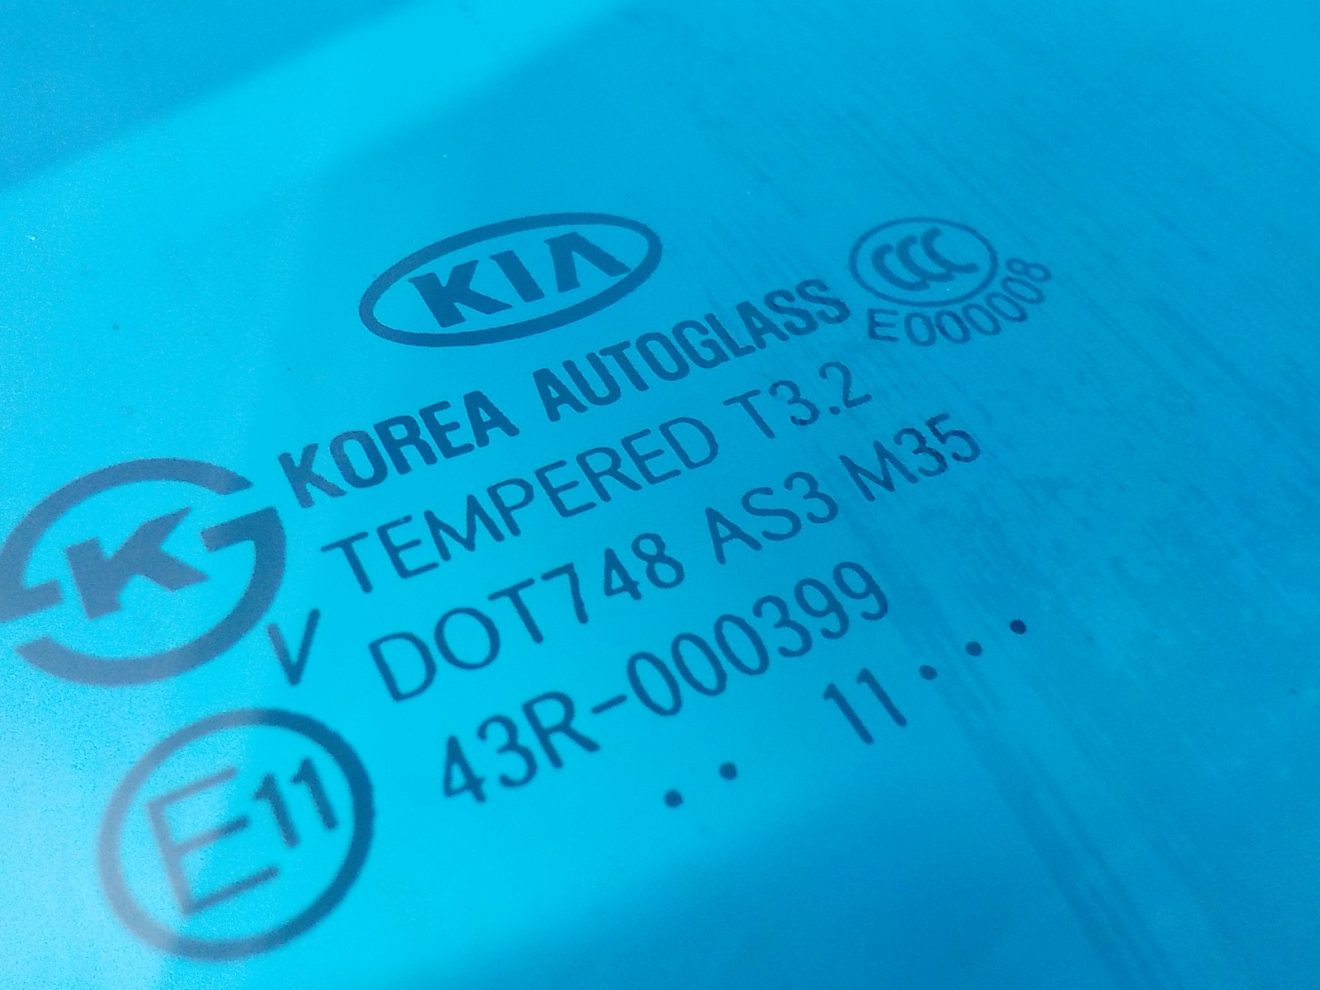 KIA
CCC
E000008
KOREA AUTOGLASS
TEMPERED T3.2
K
V
DOT748 AS3 M35
43R-000399
E11
. . 11 . . .